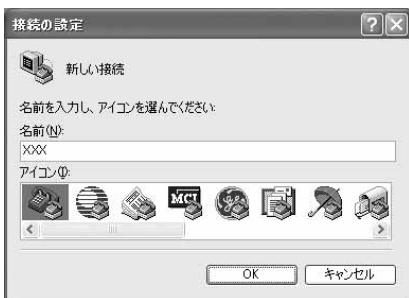 接続の設定
新しい接続
名前を入力し、アイコンを選んでください:
名前(N):
XXX
アイコン(I):
MCI
OK
キャンセル